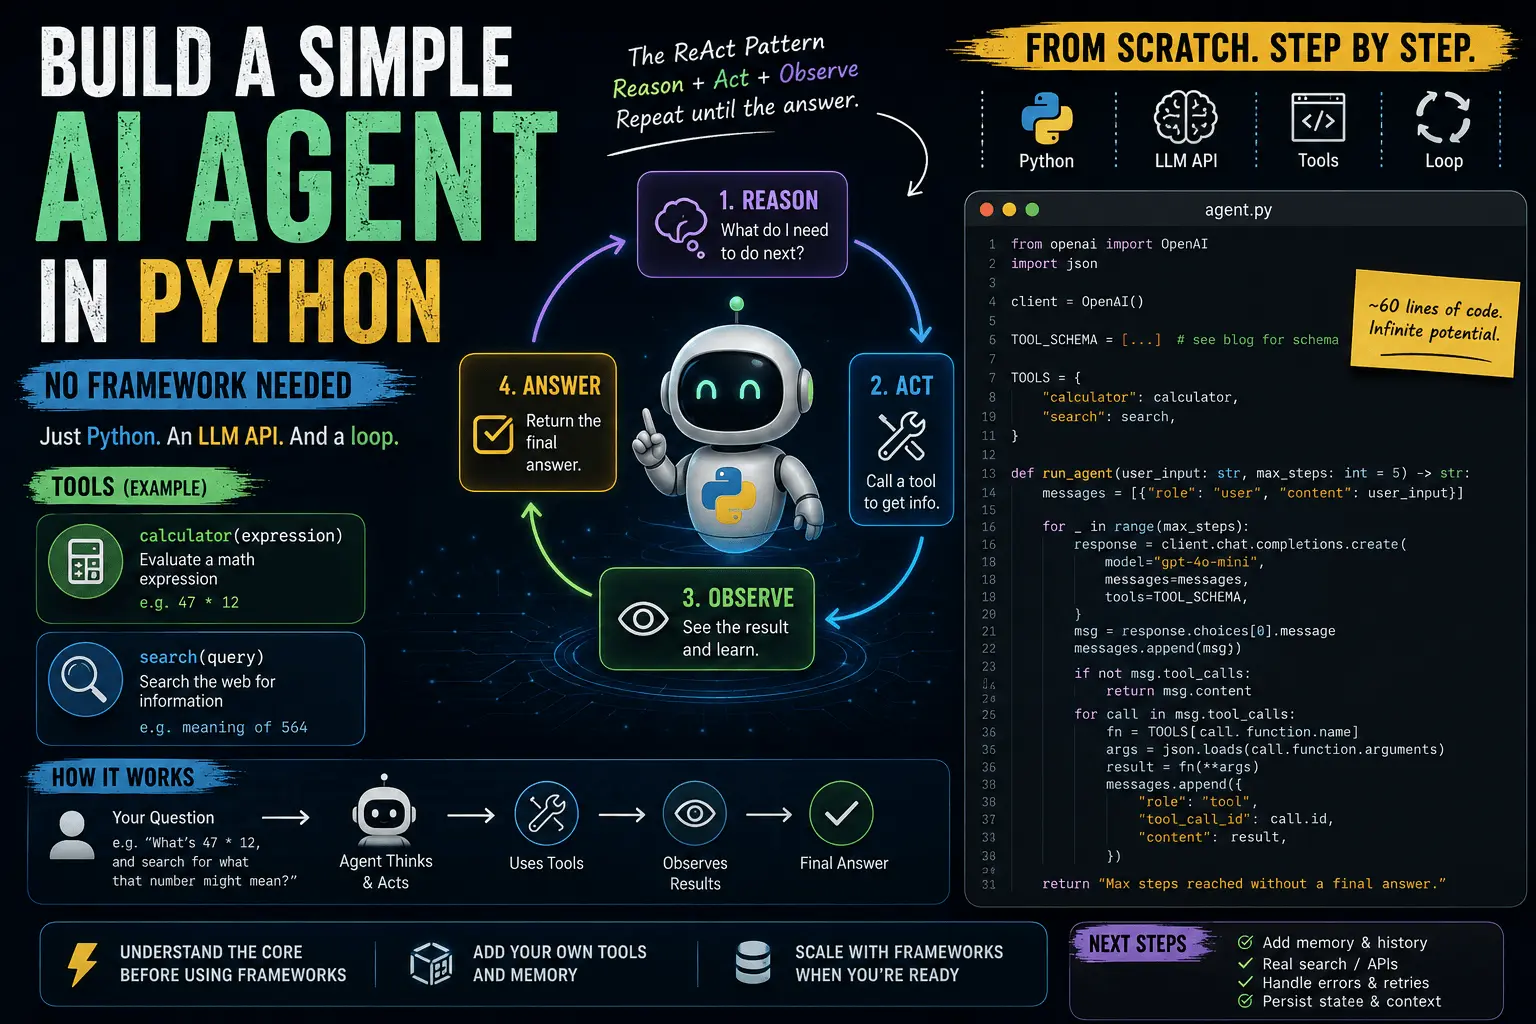 BUILD A SIMPLE
AI AGENT
IN PYTHON
NO FRAMEWORK NEEDED
Just Python. An LLM API. And a loop.
The ReAct Pattern
Reason + Act + Observe
Repeat until the answer.
1. REASON
What do I need
to do next?
2. ACT
Call a tool
to get info.
3. OBSERVE
See the result
and learn.
4. ANSWER
Return the
final
answer.
TOOLS (EXAMPLE)
calculator(expression)
Evaluate a math
expression
e.g. 47 * 12
search(query)
Search the web for
information
e.g. meaning of 564
HOW IT WORKS
Your Question
e.g. “What's 47 * 12,
and search for what
that number might mean?”
Agent Thinks
& Acts
Uses Tools
Observes
Results
Final Answer
UNDERSTAND THE CORE
BEFORE USING FRAMEWORKS
ADD YOUR OWN TOOLS
AND MEMORY
SCALE WITH FRAMEWORKS
WHEN YOU'RE READY
FROM SCRATCH. STEP BY STEP.
Python
LLM API
Tools
Loop
agent.py
~60 lines of code.
Infinite potential.
1 from openai import OpenAI
2 import json
3
4 client = OpenAI()
5
6 TOOL_SCHEMA = [...] # see blog for schema
7
7 TOOLS = {
8 "calculator": calculator,
19 "search": search,
11 }
12
13 def run_agent(user_input: str, max_steps: int = 5) -> str:
14 messages = [{"role": "user", "content": user_input}]
15
16 for _ in range(max_steps):
16 response = client.chat.completions.create(
18 model="gpt-4o-mini",
18 messages=messages,
18 tools=TOOL_SCHEMA,
20 }
21 msg = response.choices[0].message
22 messages.append(msg))
23
if not msg.tool_calls:
return msg.content
25 for call in msg.tool_calls:
36 fn = TOOLS[call. function.name]
36 args = json.loads(call.function.arguments)
36 result = fn(**args)
38 messages.append({
38 "role": "tool",
37 "tool_call_id": call.id,
33 "content": result,
38 })
31 return “Max steps reached without a final answer.”
NEXT STEPS
Add memory & history
Real search / APIs
Handle errors & retries
Persist states & context